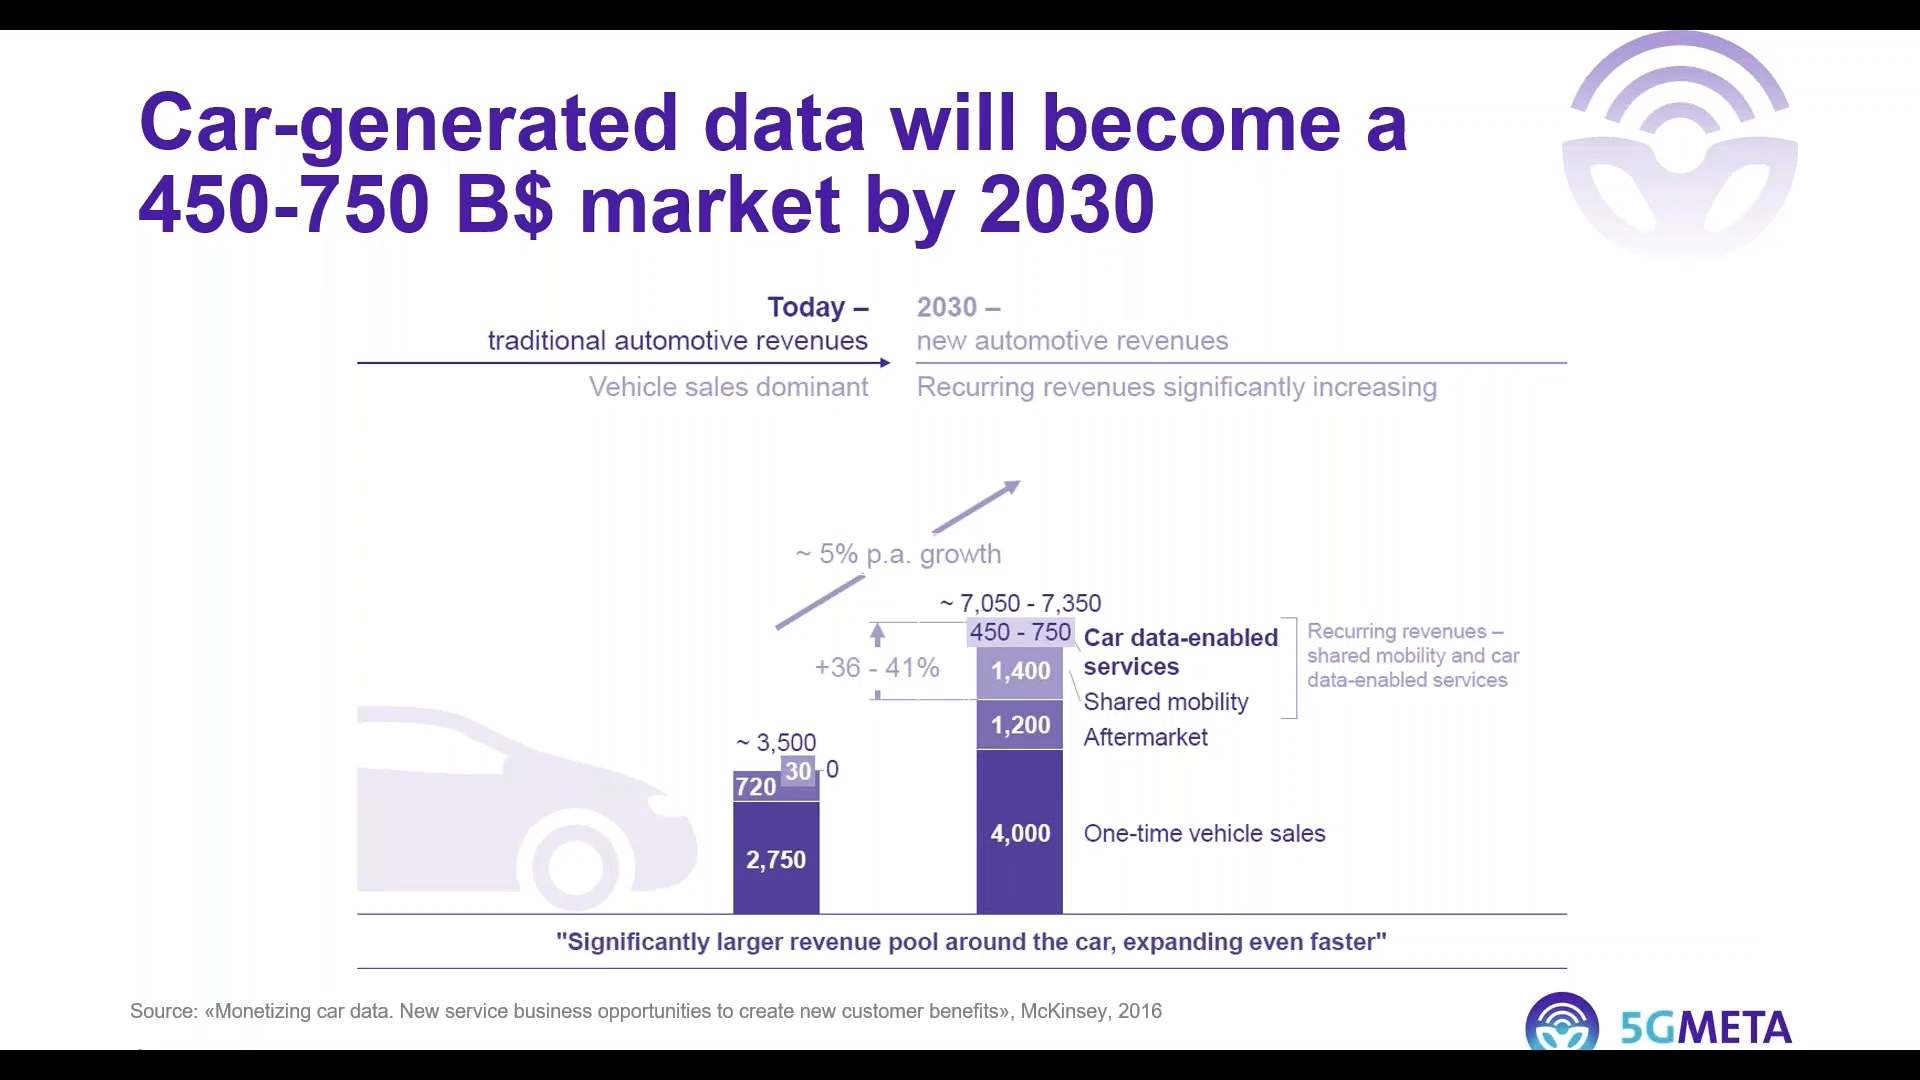 Car-generated data will become a
450-750 B$ market by 2030
Today –
traditional automotive revenues
Vehicle sales dominant
2030 –
new automotive revenues
Recurring revenues significantly increasing
~ 5% p.a. growth
~ 7,050 - 7,350
450 - 750
Car data-enabled
services
1,400
Shared mobility
+36 - 41%
1,200
Aftermarket
4,000
One-time vehicle sales
Recurring revenues –
shared mobility and car
data-enabled services
~ 3,500
30
0
720
2,750
"Significantly larger revenue pool around the car, expanding even faster"
Source: «Monetizing car data. New service business opportunities to create new customer benefits», McKinsey, 2016
5GMETA